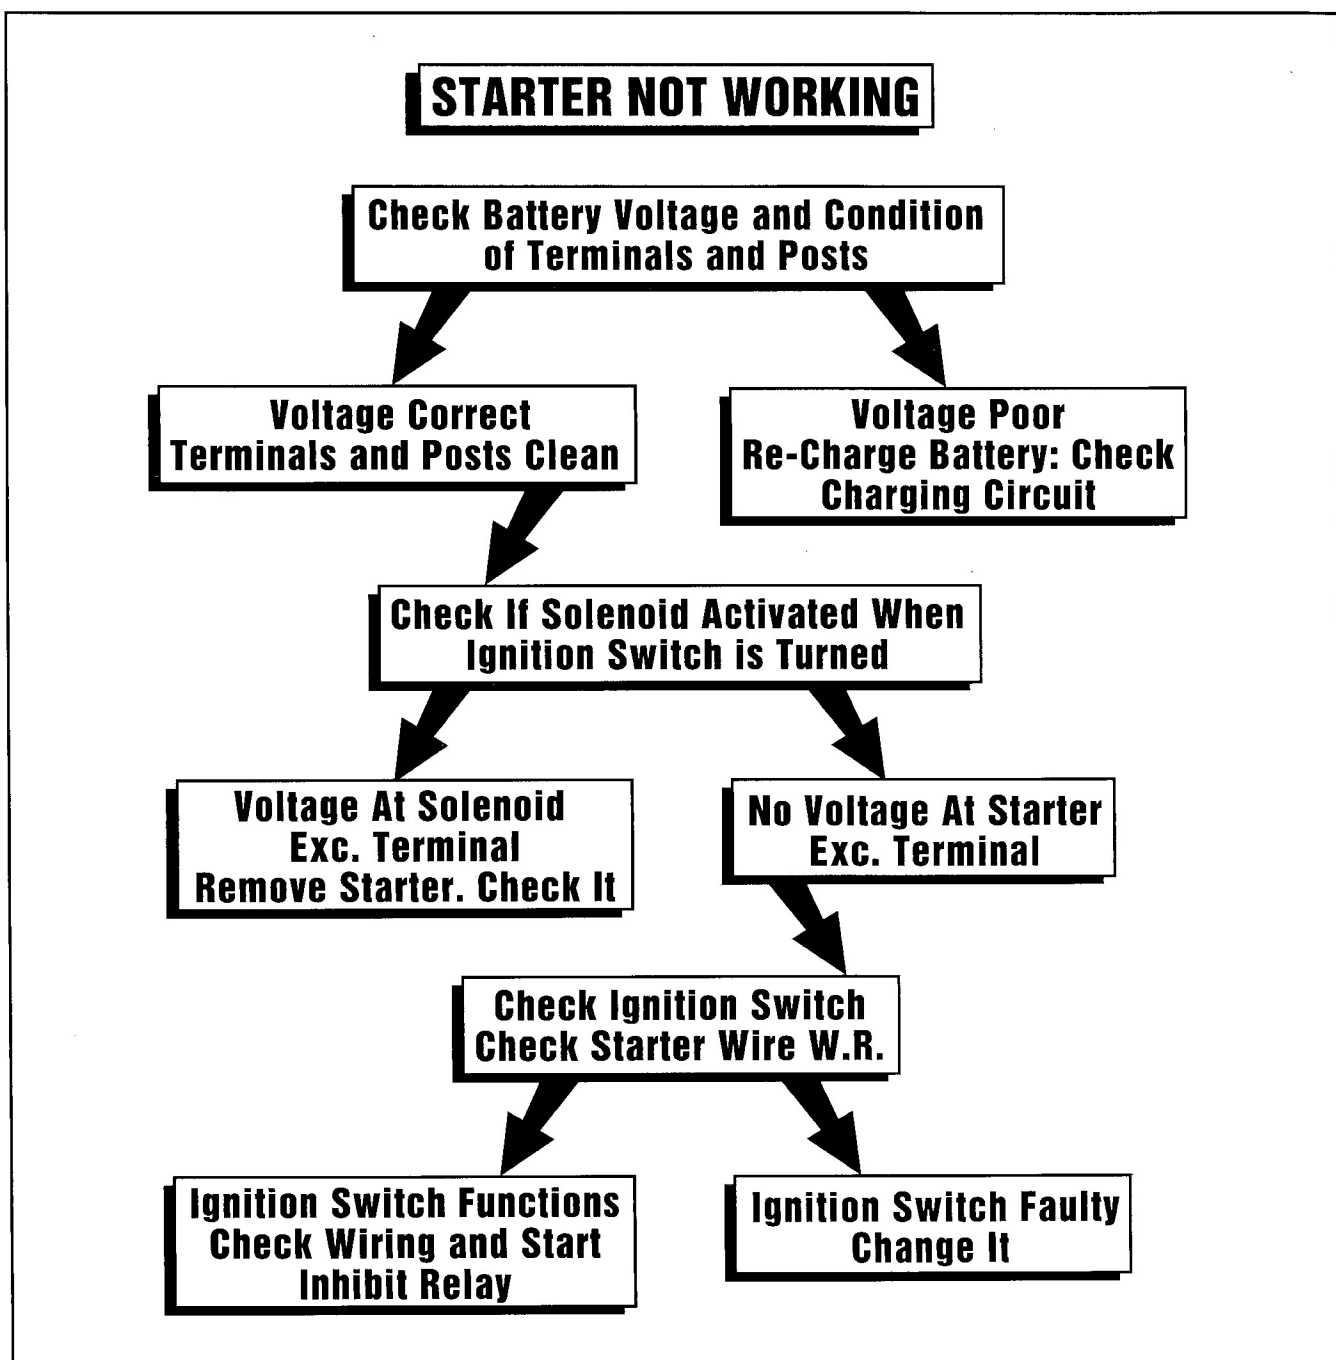 STARTER NOT WORKING
Check Battery Voltage and Condition
of Terminals and Posts
Voltage Correct
Terminals and Posts Clean
Voltage Poor
Re-Charge Battery: Check
Charging Circuit
Check If Solenoid Activated When
Ignition Switch is Turned
Voltage At Solenoid
Exc. Terminal
Remove Starter. Check It
No Voltage At Starter
Exc. Terminal
Check Ignition Switch
Check Starter Wire W.R.
Ignition Switch Functions
Check Wiring and Start
Inhibit Relay
Ignition Switch Faulty
Change It